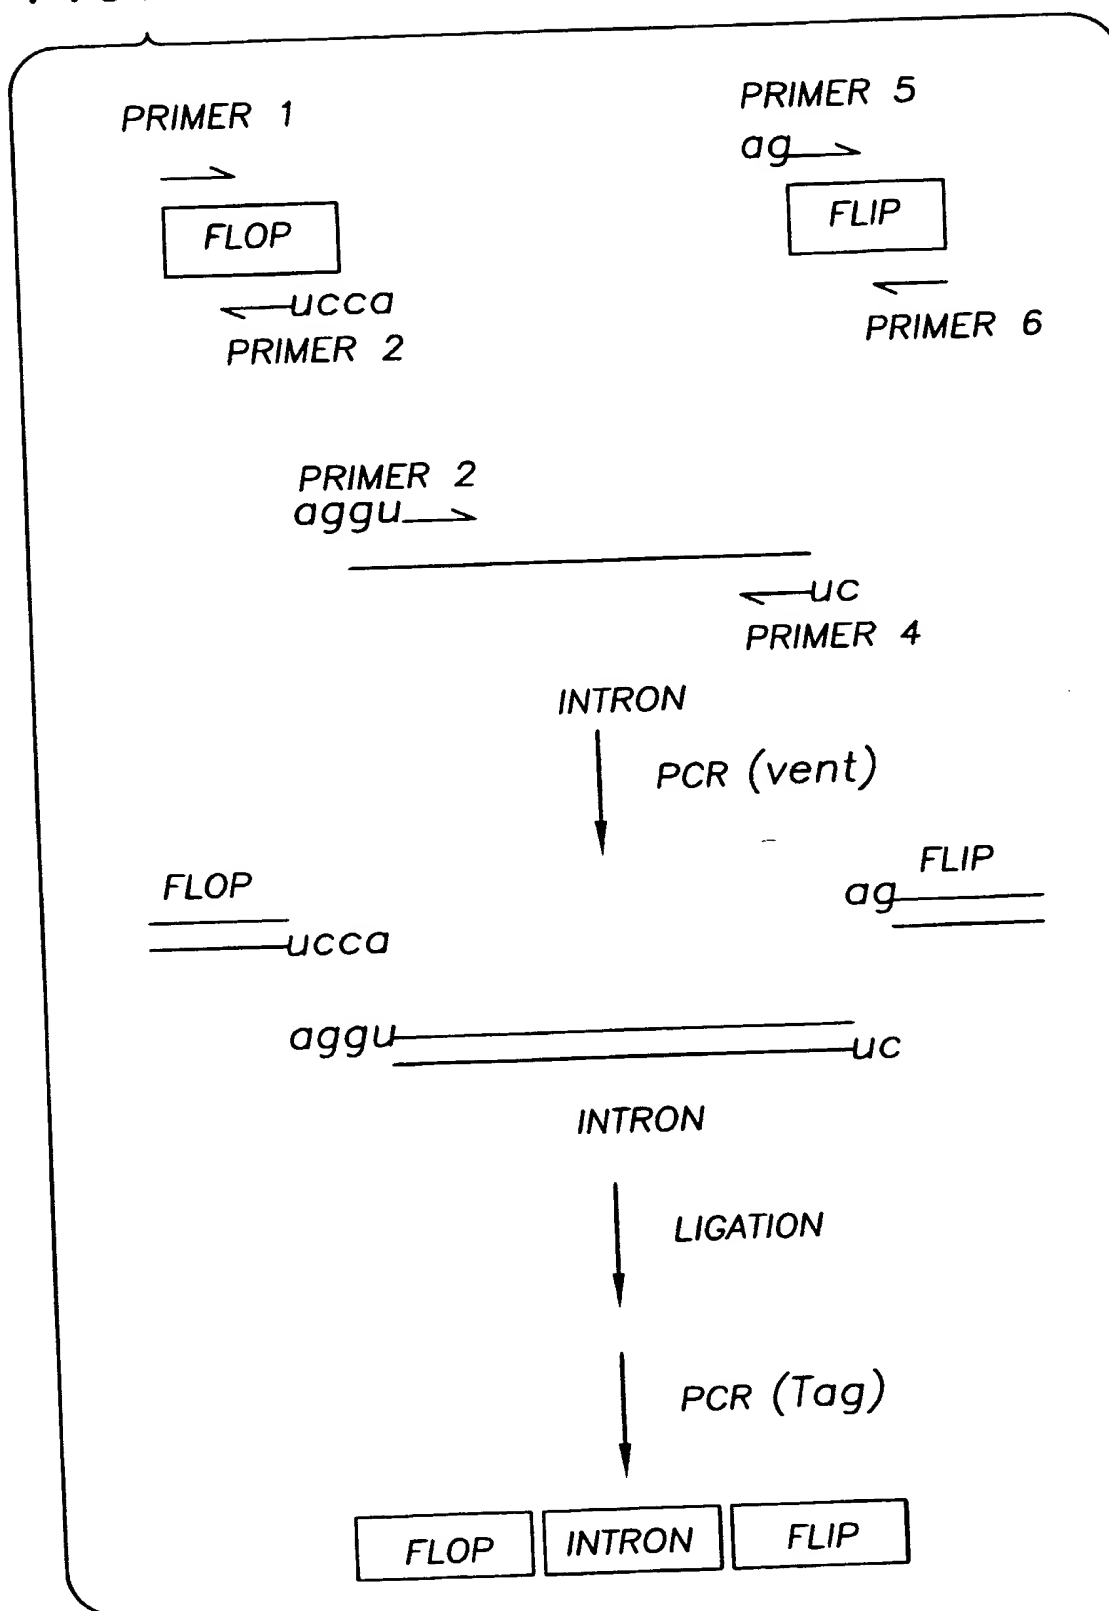 PRIMER 1
PRIMER 5
ag
FLOP
FLIP
ucca
PRIMER 2
PRIMER 6
PRIMER 2
aggu
uc
PRIMER 4
INTRON
PCR (vent)
FLOP
FLIP
ag
ucca
aggu
uc
INTRON
LIGATION
PCR (Tag)
FLOP INTRON FLIP